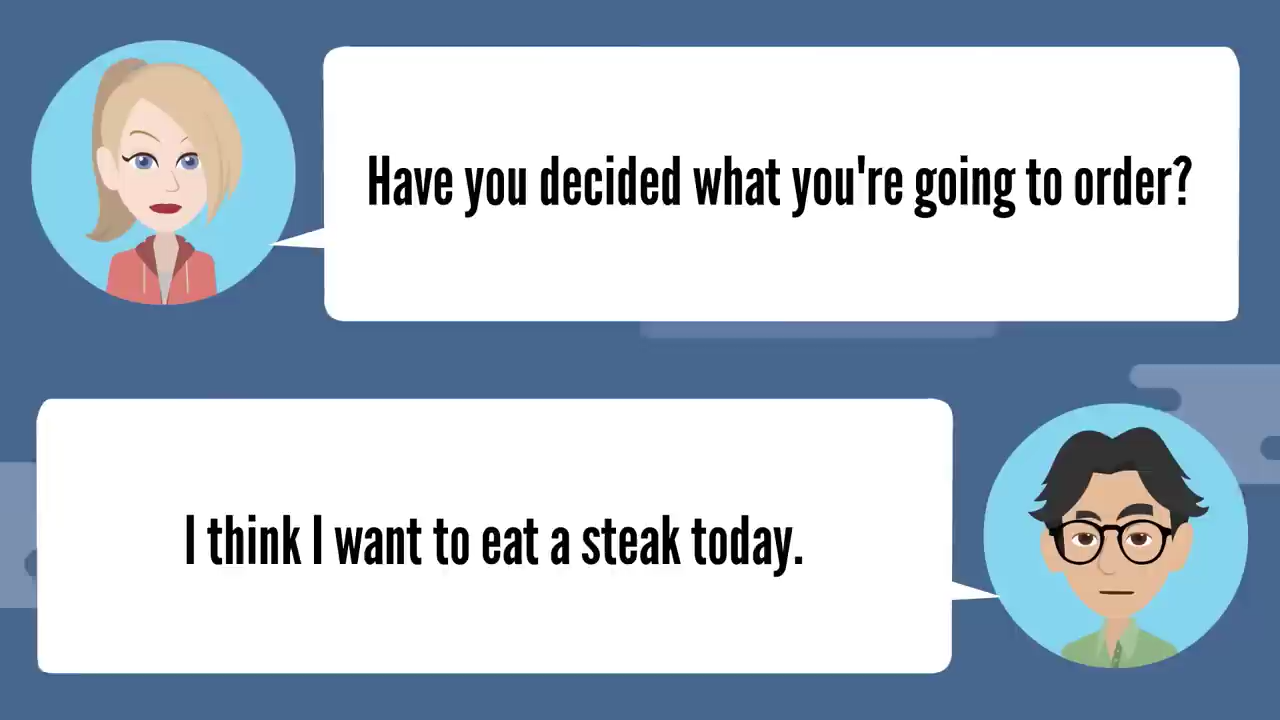 Have you decided what you're going to order?
I think I want to eat a steak today.